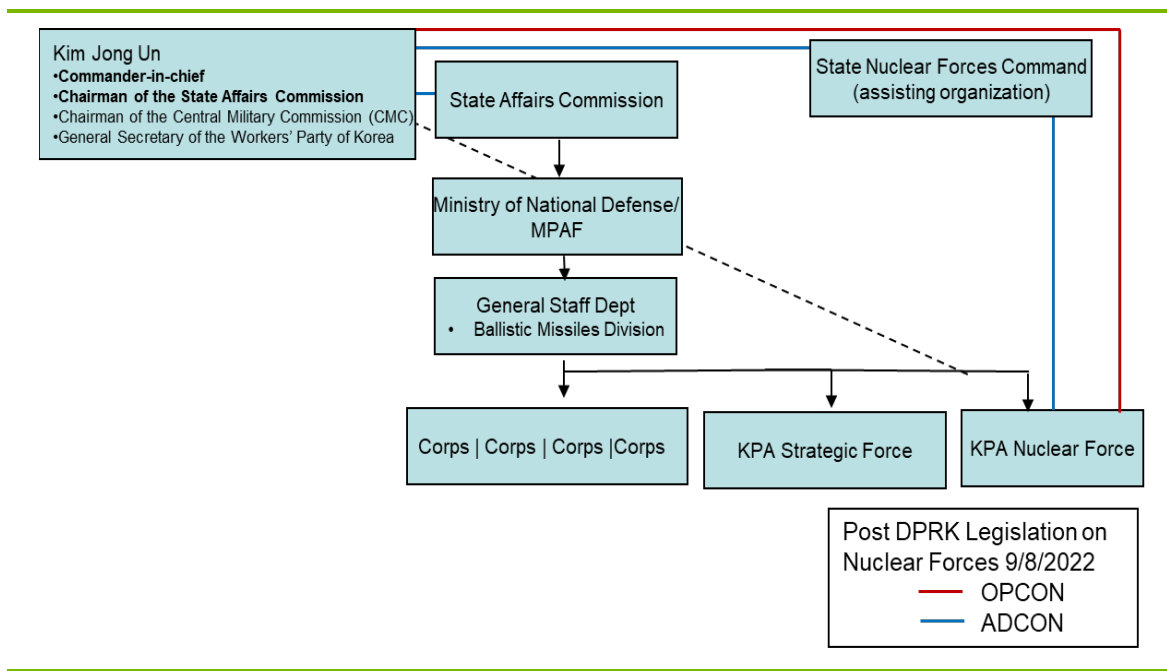 Kim Jong Un
•Commander-in-chief
•Chairman of the State Affairs Commission
•Chairman of the Central Military Commission (CMC)
•General Secretary of the Workers' Party of Korea
State Affairs Commission
State Nuclear Forces Command
(assisting organization)
Ministry of National Defense/
MPAF
General Staff Dept
• Ballistic Missiles Division
Corps | Corps | Corps |Corps
KPA Strategic Force
KPA Nuclear Force
Post DPRK Legislation on
Nuclear Forces 9/8/2022
OPCON
ADCON